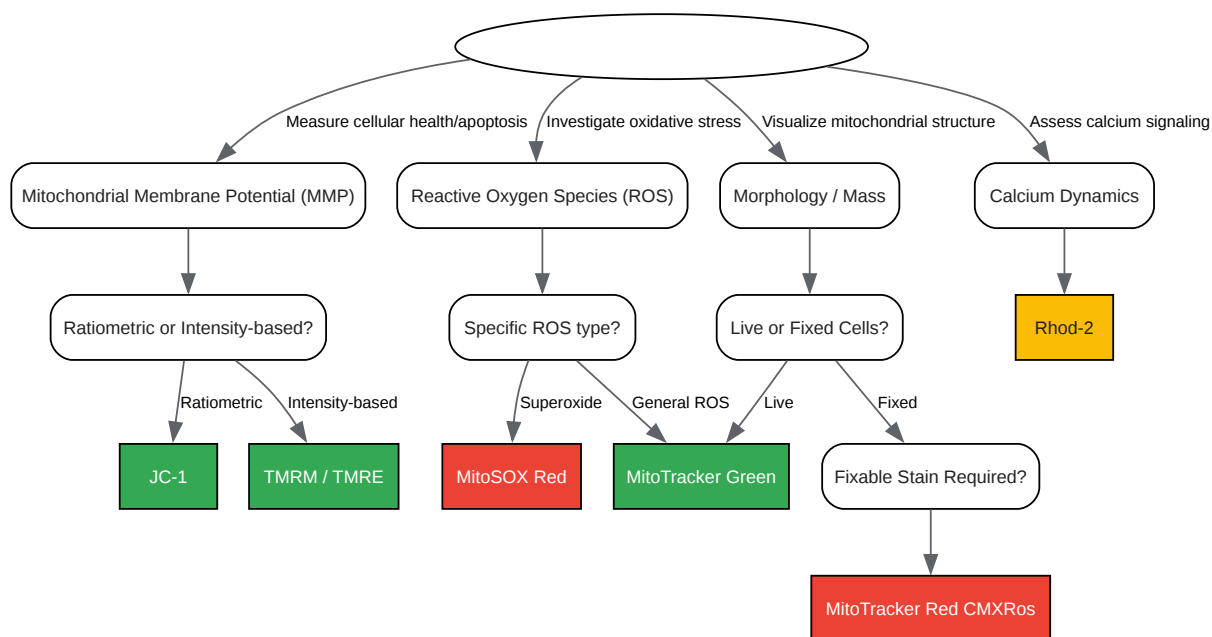 Measure cellular health/apoptosis
Investigate oxidative stress
Visualize mitochondrial structure
Assess calcium signaling
Mitochondrial Membrane Potential (MMP)
Reactive Oxygen Species (ROS)
Morphology / Mass
Calcium Dynamics
Ratiometric or Intensity-based?
Specific ROS type?
Live or Fixed Cells?
Rhod-2
Ratiometric
Intensity-based
Superoxide
General ROS
Live
Fixed
JC-1
TMRM / TMRE
MitoSOX Red
MitoTracker Green
Fixable Stain Required?
MitoTracker Red CMXRos